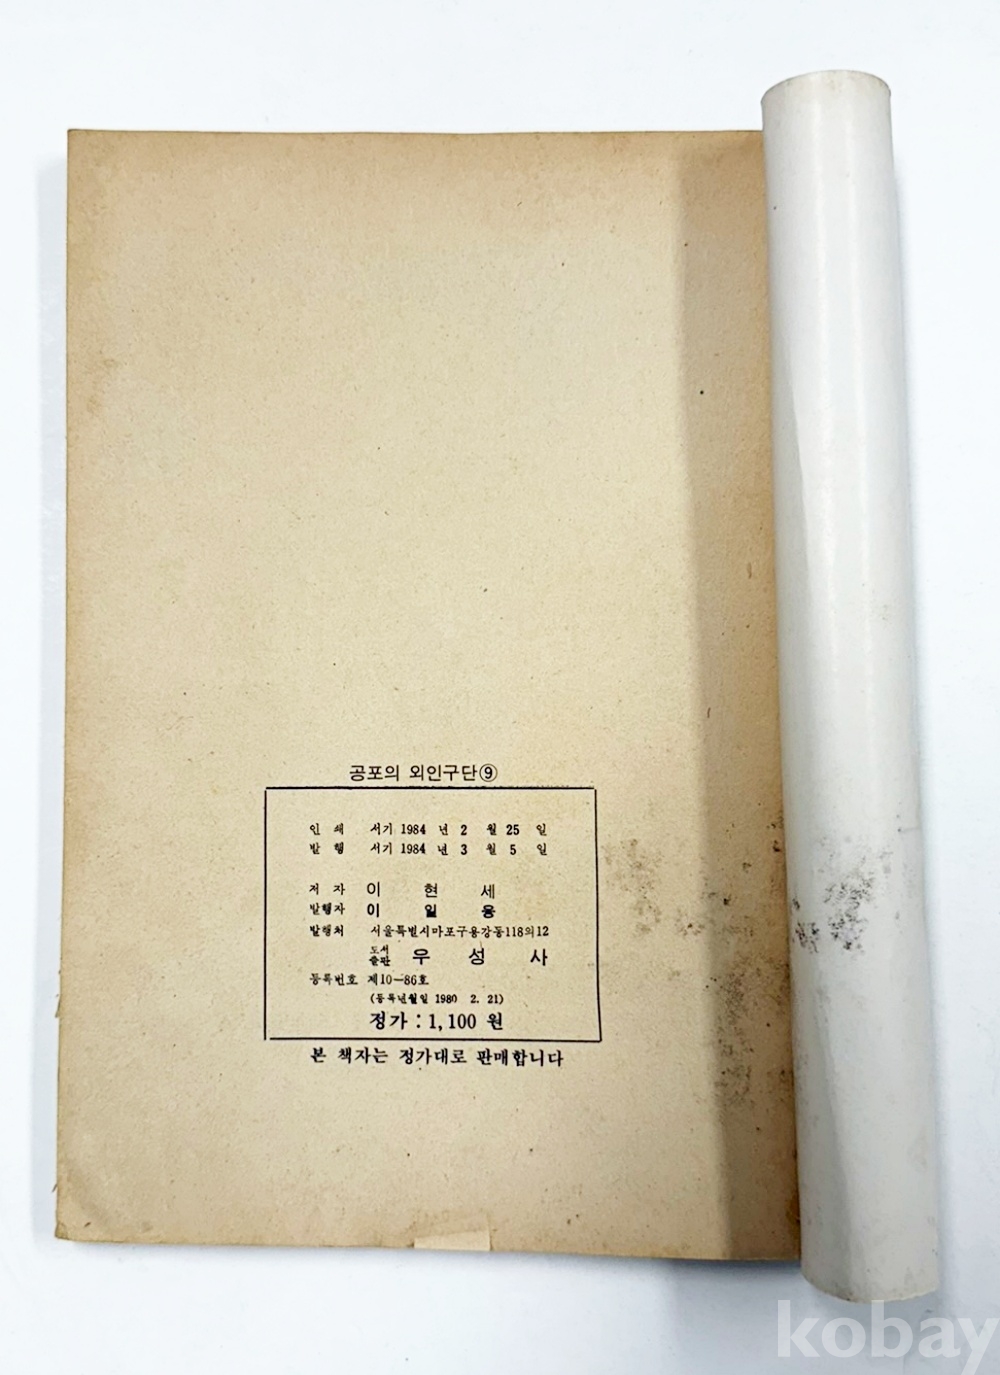 공포의 외인구단⑨
인 쇄 서기 1984 년 2 월 25 일
발 행 서기 1984 년 3 월 5 일
저 자 이 현 세
발행자 이 일 웅
발행처 서울특별시마포구용강동118의12
도서출판 우 성 사
등록번호 제10—86호
(등록년월일 1980 2. 21)
정가 : 1,100 원
본 책자는 정가대로 판매합니다
kobay